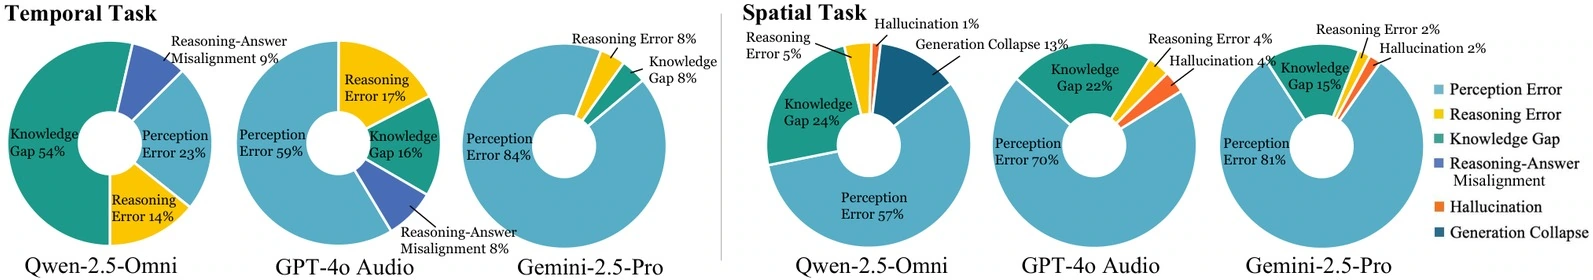 Temporal Task
Reasoning-Answer
Misalignment 9%
Knowledge
Gap 54%
Perception
Error 23%
Reasoning
Error 14%
Qwen-2.5-Omni
Reasoning
Error 17%
Perception
Error 59%
Knowledge
Gap 16%
Reasoning-Answer
Misalignment 8%
GPT-4o Audio
Reasoning Error 8%
Knowledge
Gap 8%
Perception
Error 84%
Gemini-2.5-Pro
Spatial Task
Reasoning
Error 5%
Hallucination 1%
Generation Collapse 13%
Knowledge
Gap 24%
Perception
Error 57%
Qwen-2.5-Omni
Knowledge
Gap 22%
Reasoning Error 4%
Hallucination 4%
Perception
Error 70%
GPT-4o Audio
Reasoning Error 2%
Hallucination 2%
Knowledge
Gap 15%
Perception
Error 81%
Gemini-2.5-Pro
Perception Error
Reasoning Error
Knowledge Gap
Reasoning-Answer
Misalignment
Hallucination
Generation Collapse